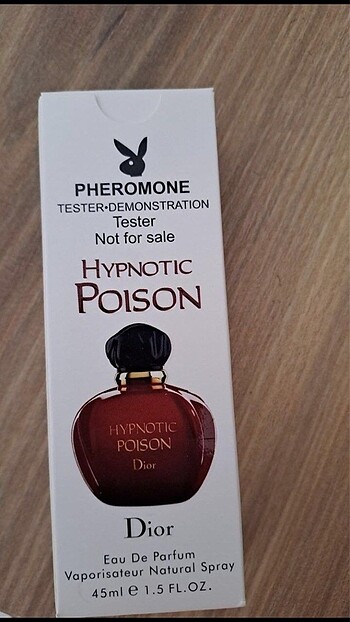 PHEROMONE
TESTER•DEMONSTRATION
Tester
Not for sale
HYPNOTIC
POISON
HYPNOTIC
POISON
Dior
Dior
Eau De Parfum
Vaporisateur Natural Spray
45ml e 1.5 FL.OZ.